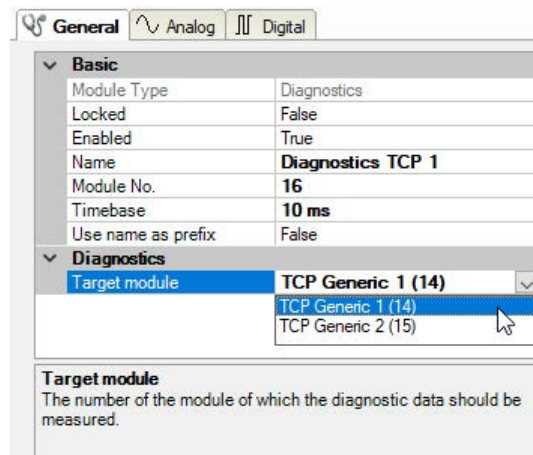 General Analog Digital
Basic
Module Type Diagnostics
Locked False
Enabled True
Name Diagnostics TCP 1
Module No. 16
Timebase 10 ms
Use name as prefix False
Diagnostics
Target module TCP Generic 1 (14)
TCP Generic 1 (14)
TCP Generic 2 (15)
Target module
The number of the module of which the diagnostic data should be
measured.